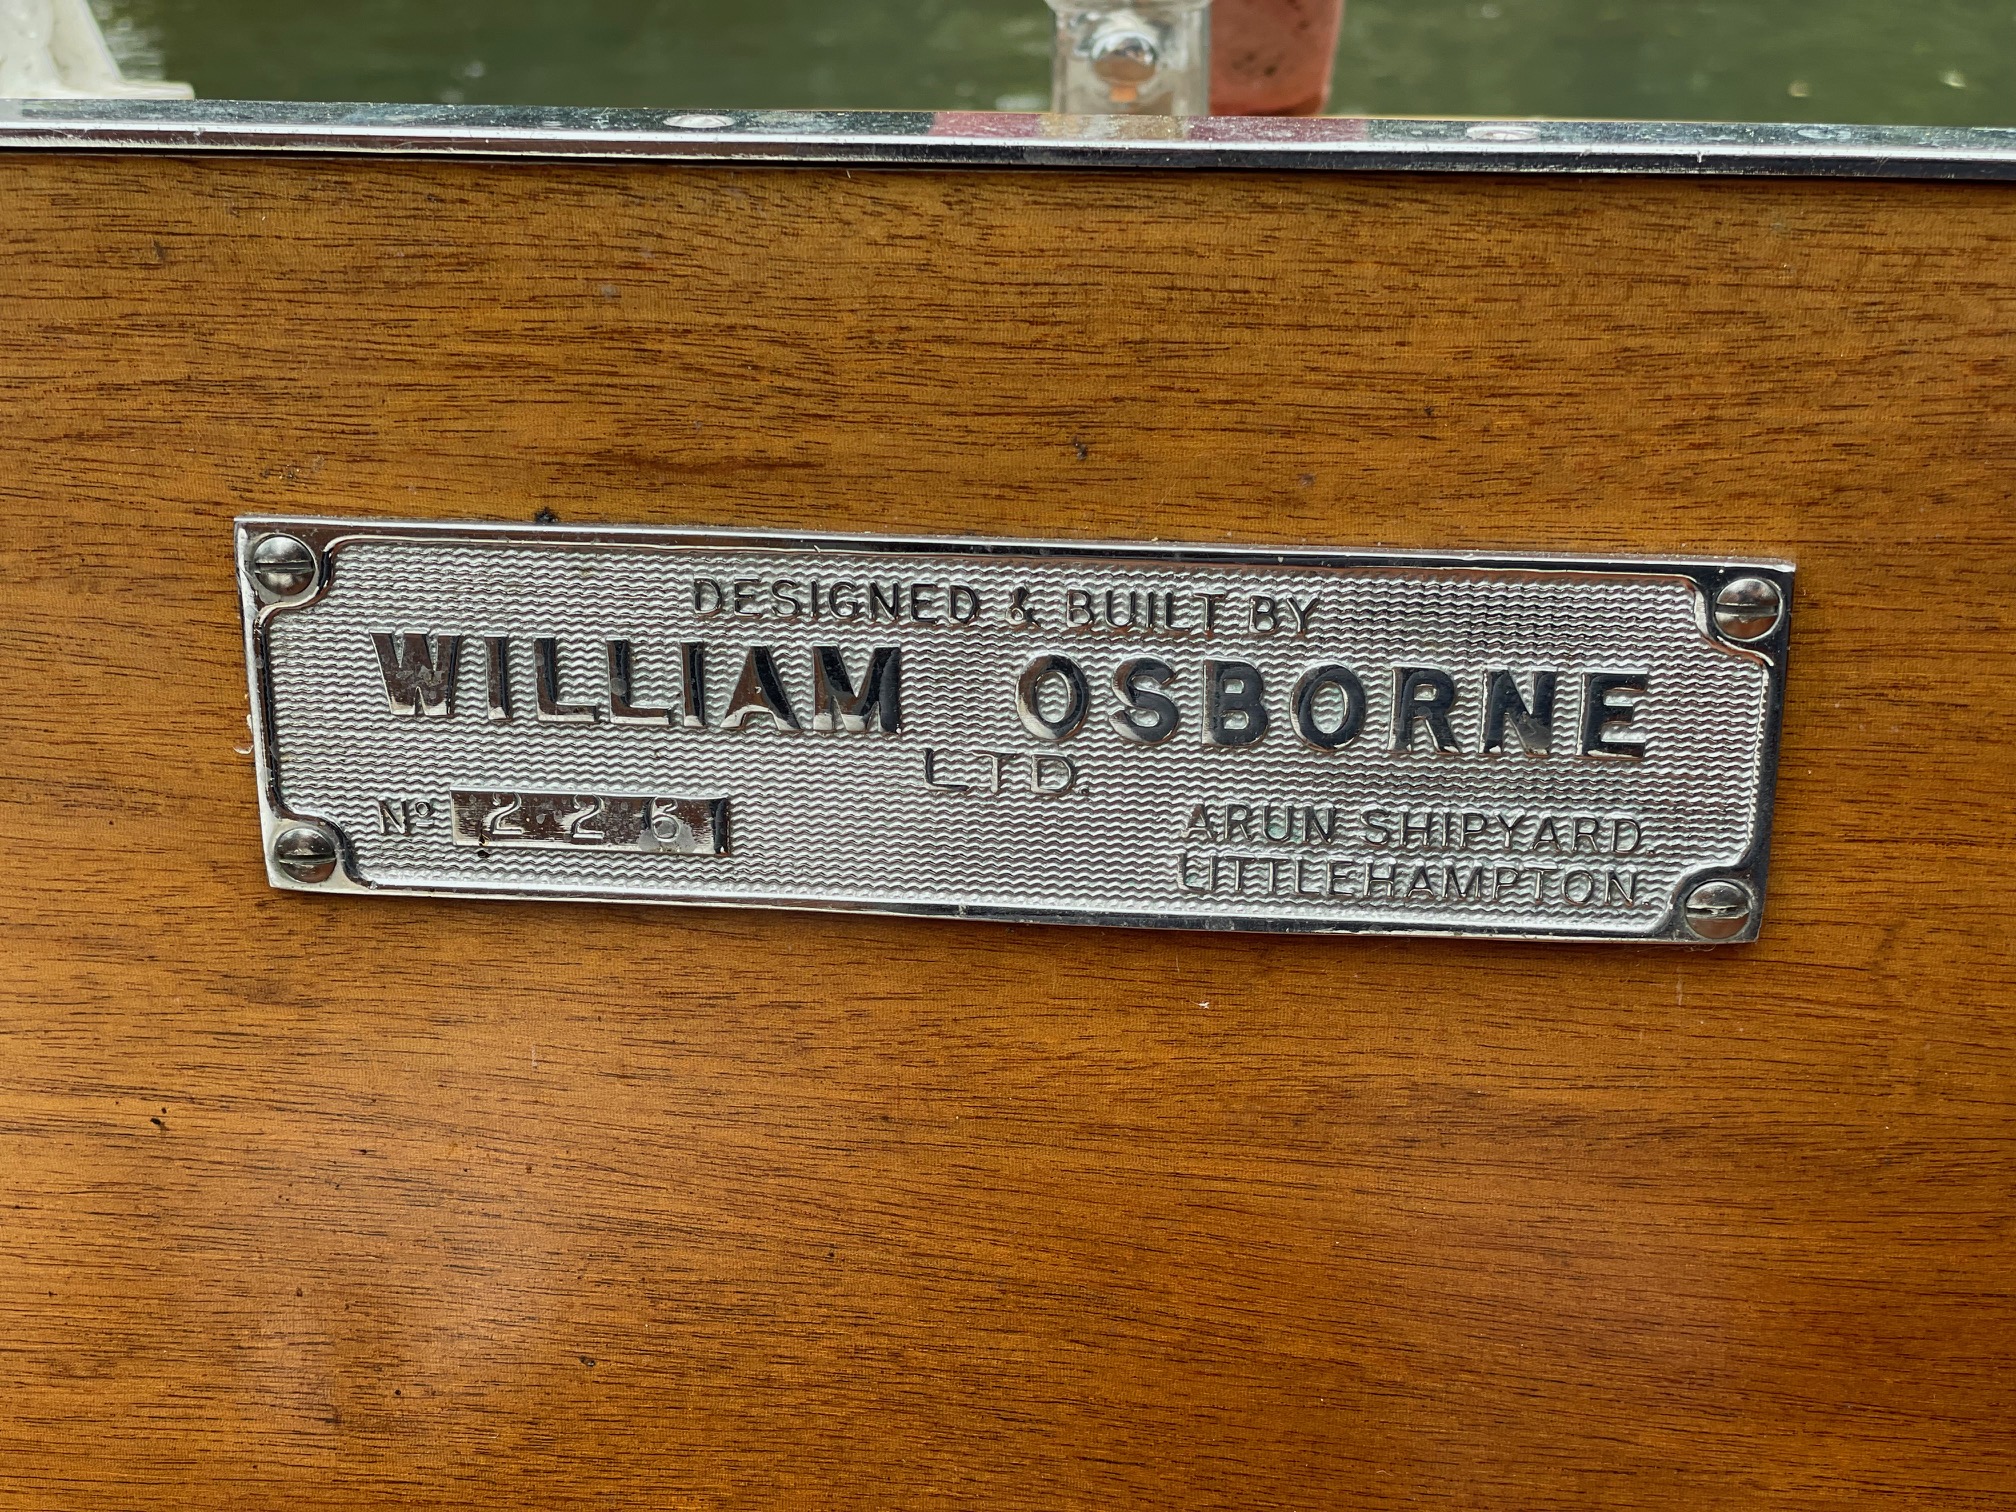 DESIGNED & BUILT BY
WILLIAM OSBORNE
LTD.
Nº 226
ARUN SHIPYARD.
LITTLEHAMPTON.